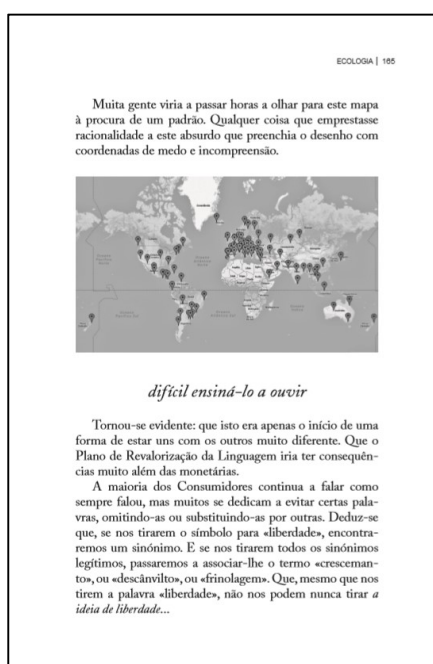 ECOLOGIA | 165
Muita gente viria a passar horas a olhar para este mapa
à procura de um padrão. Qualquer coisa que emprestasse
racionalidade a este absurdo que preenchia o desenho com
coordenadas de medo e incompreensão.
difícil ensiná-lo a ouvir
Tornou-se evidente: que isto era apenas o início de uma
forma de estar uns com os outros muito diferente. Que o
Plano de Revalorização da Linguagem iria ter consequên-
cias muito além das monetárias.
A maioria dos Consumidores continua a falar como
sempre falou, mas muitos se dedicam a evitar certas pala-
vras, omitindo-as ou substituindo-as por outras. Deduz-se
que, se nos tirarem o símbolo para «liberdade», encontra-
remos um sinónimo. E se nos tirarem todos os sinónimos
legítimos, passaremos a associar-lhe o termo «cresceman-
to», ou «descânvilto», ou «frinolagem». Que, mesmo que nos
tirem a palavra «liberdade», não nos podem nunca tirar a
ideia de liberdade...